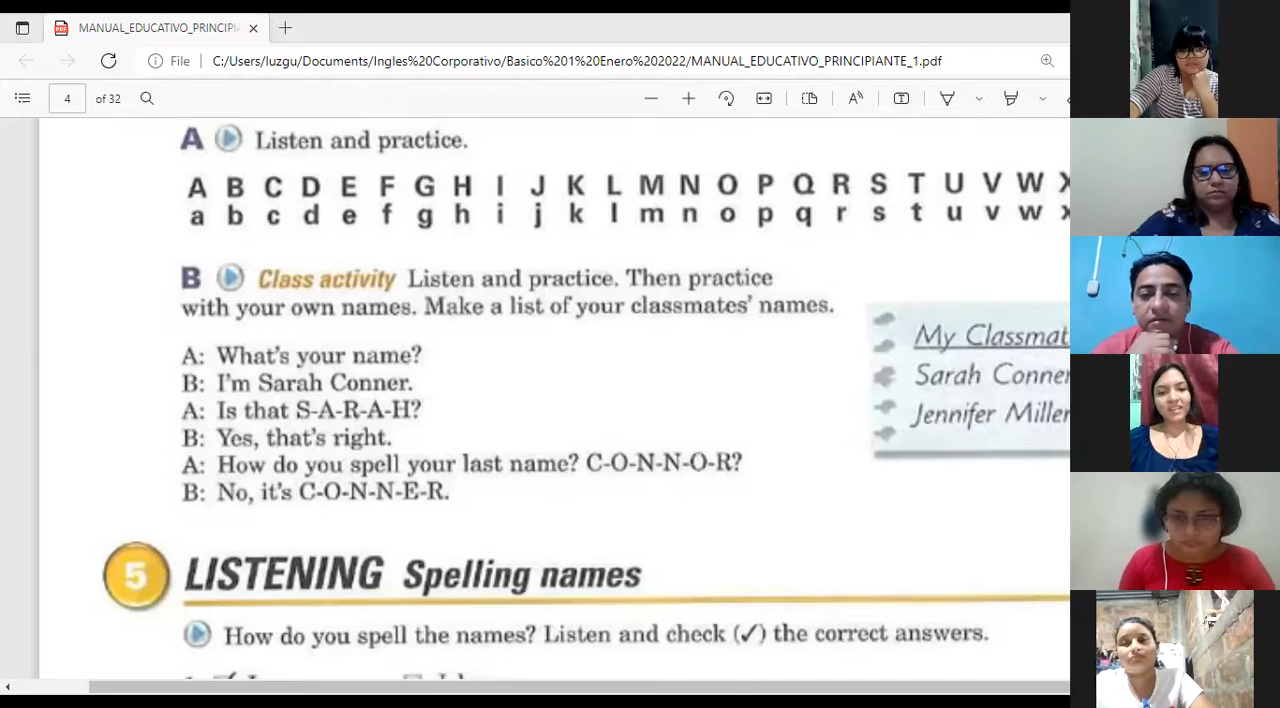 MANUAL_EDUCATIVO_PRINCIPI
File
C:/Users/luzgu/Documents/Ingles%20Corporativo/Basico%201%20Enero%202022/MANUAL_EDUCATIVO_PRINCIPIANTE_1.pdf
4 of 32
A Listen and practice.
A B C D E F G H I J K L M N O P Q R S T U V W X
a b c d e f g h i j k l m n o p q r s t u v w x
B Class activity Listen and practice. Then practice
with your own names. Make a list of your classmates' names.
A: What's your name?
B: I'm Sarah Conner.
A: Is that S-A-R-A-H?
B: Yes, that's right.
A: How do you spell your last name? C-O-N-N-O-R?
B: No, it's C-O-N-N-E-R.
My Classmat
Sarah Conner
Jennifer Miller
5 LISTENING Spelling names
How do you spell the names? Listen and check (✓) the correct answers.